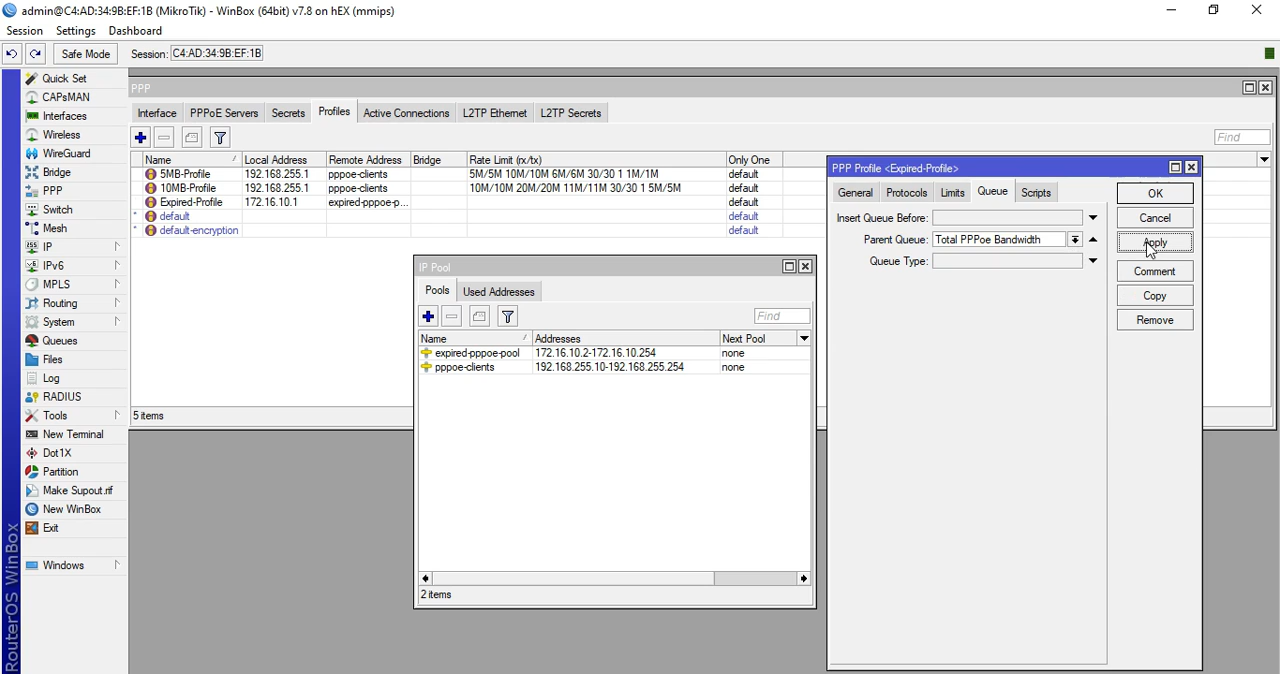 admin@C4:AD:34:9B:EF:1B (MikroTik) - WinBox (64bit) v7.8 on hEX (mmips)
Session Settings Dashboard
Safe Mode Session: C4:AD:34:9B:EF:1B
Quick Set
CAPsMAN
Interfaces
Wireless
WireGuard
Bridge
PPP
Switch
Mesh
IP
IPv6
MPLS
Routing
System
Queues
Files
Log
RADIUS
Tools
New Terminal
Dot1X
Partition
Make Supout.rif
New WinBox
Exit
Windows
RouterOS WinBox
PPP
Interface PPPoE Servers Secrets Profiles Active Connections L2TP Ethernet L2TP Secrets
Find
Name Local Address Remote Address Bridge Rate Limit (rx/tx) Only One
5MB-Profile 192.168.255.1 pppoe-clients 5M/5M 10M/10M 6M/6M 30/30 1 1M/1M default
10MB-Profile 192.168.255.1 pppoe-clients 10M/10M 20M/20M 11M/11M 30/30 1 5M/5M default
Expired-Profile 172.16.10.1 expired-pppoe-p... default
* default default
* default-encryption default
5 items
IP Pool
Pools Used Addresses
Find
Name Addresses Next Pool
expired-pppoe-pool 172.16.10.2-172.16.10.254 none
pppoe-clients 192.168.255.10-192.168.255.254 none
2 items
PPP Profile <Expired-Profile>
General Protocols Limits Queue Scripts
Insert Queue Before:
Parent Queue: Total PPPoe Bandwidth
Queue Type:
OK
Cancel
Apply
Comment
Copy
Remove